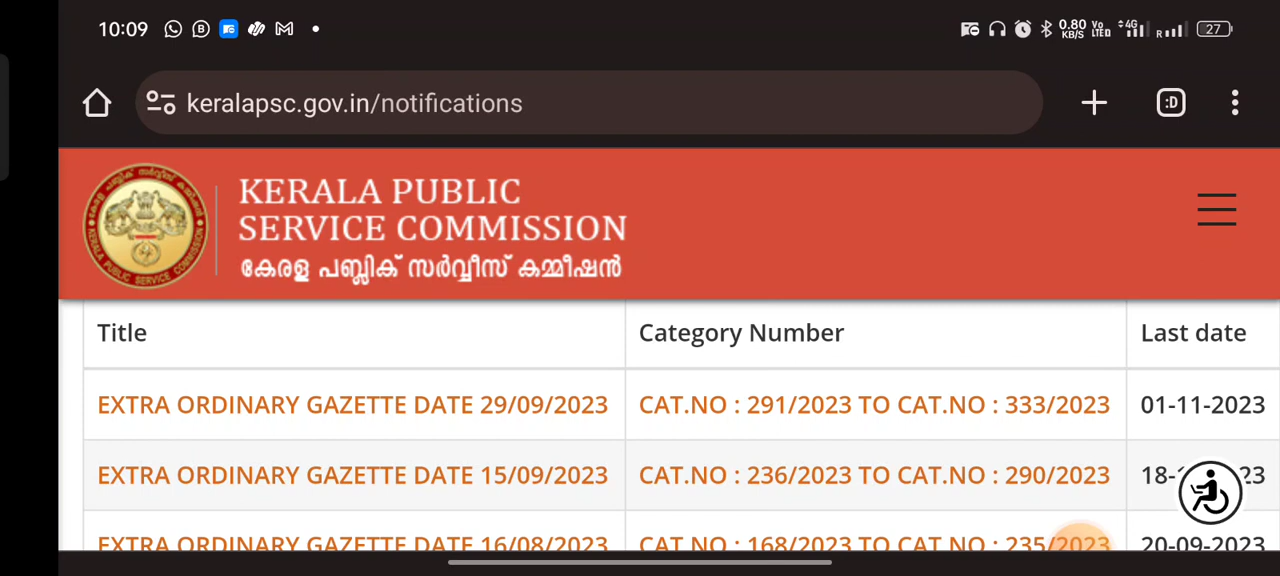 10:09
0.80 KB/S Vo LTED 4G R 27
keralapsc.gov.in/notifications
:D
KERALA PUBLIC
SERVICE COMMISSION
കേരള പബ്ലിക് സർവ്വീസ് കമ്മീഷൻ
Title Category Number Last date
EXTRA ORDINARY GAZETTE DATE 29/09/2023 CAT.NO : 291/2023 TO CAT.NO : 333/2023 01-11-2023
EXTRA ORDINARY GAZETTE DATE 15/09/2023 CAT.NO : 236/2023 TO CAT.NO : 290/2023 18-
EXTRA ORDINARY GAZETTE DATE 16/08/2023 CAT.NO : 168/2023 TO CAT.NO : 235/2023 20-09-2023